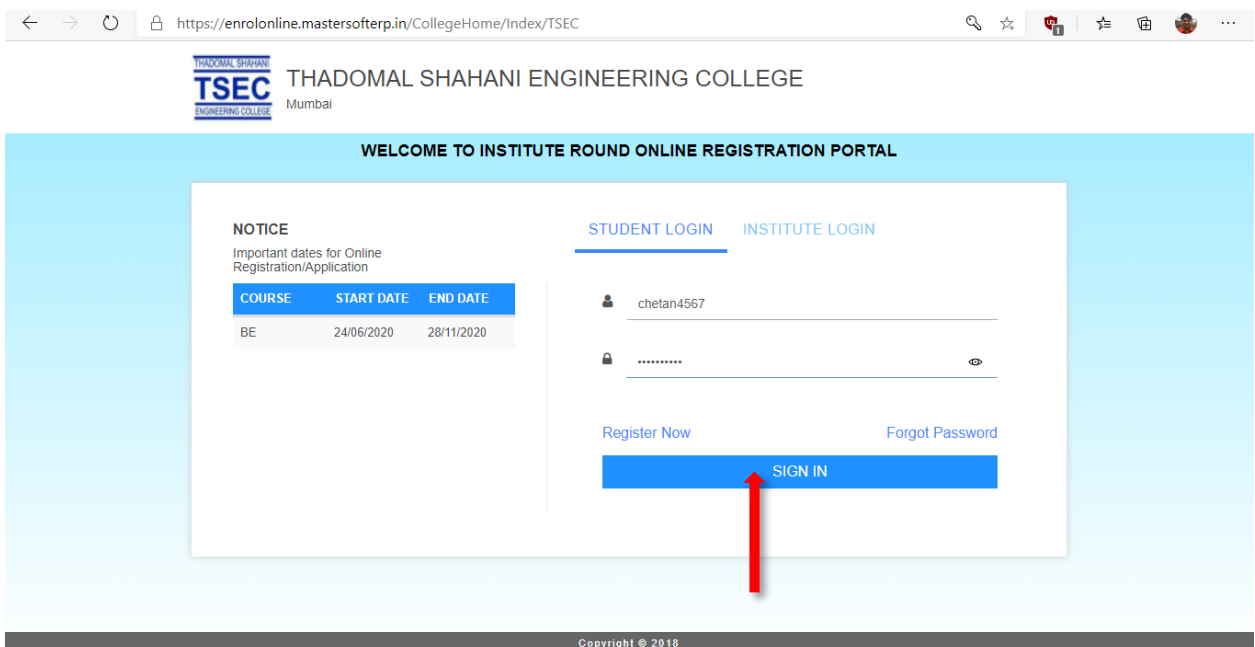 https://enrolonline.mastersofterp.in/CollegeHome/Index/TSEC
1
THADOMAL SHAHANI
TSEC
ENGINEERING COLLEGE
THADOMAL SHAHANI ENGINEERING COLLEGE
Mumbai
WELCOME TO INSTITUTE ROUND ONLINE REGISTRATION PORTAL
NOTICE
Important dates for Online
Registration/Application
COURSE START DATE END DATE
BE 24/06/2020 28/11/2020
STUDENT LOGIN INSTITUTE LOGIN
chetan4567
••••••••••
Register Now Forgot Password
SIGN IN
Copyright © 2018